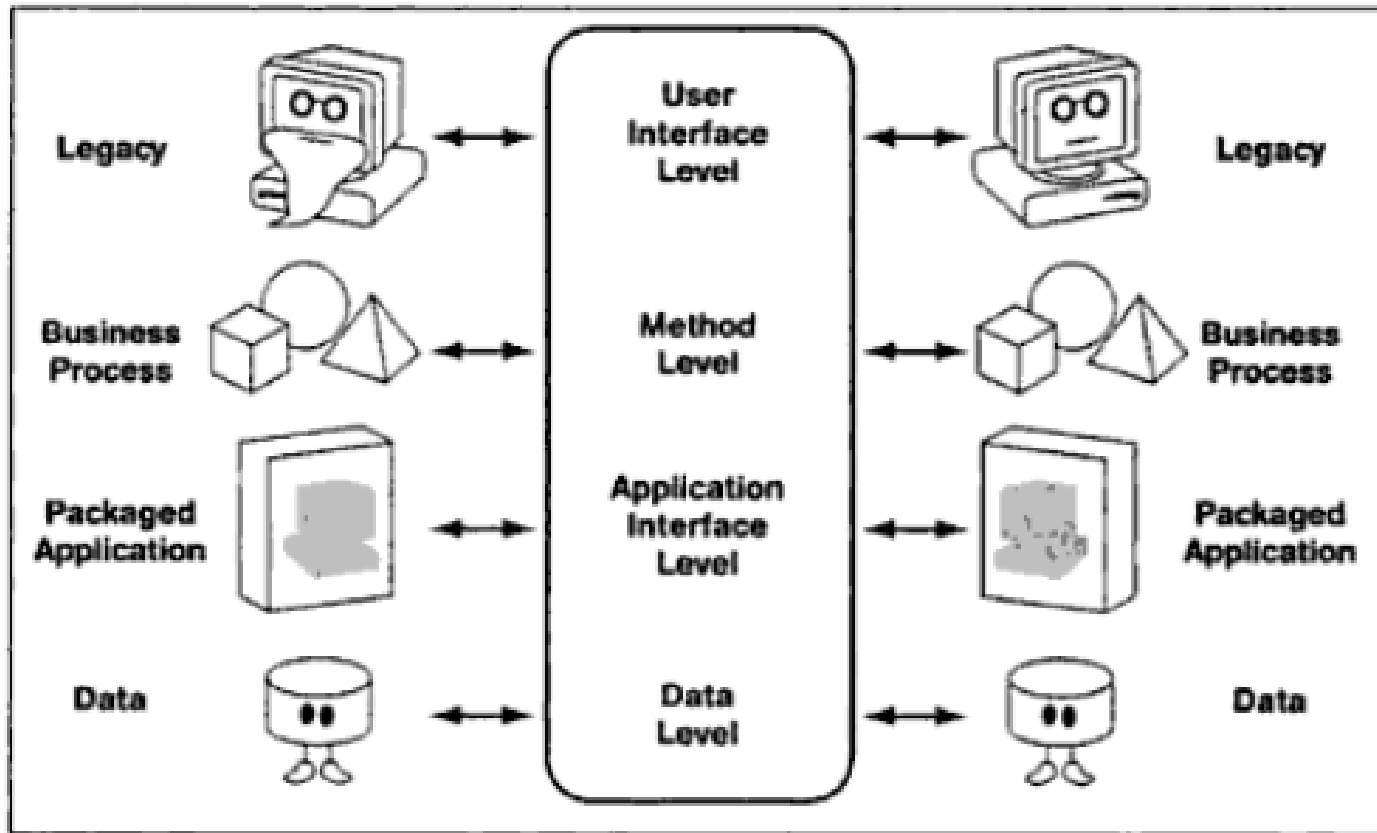 Legacy
User
Interface
Level
Legacy
Business
Process
Method
Level
Business
Process
Packaged
Application
Application
Interface
Level
Packaged
Application
Data
Data
Level
Data